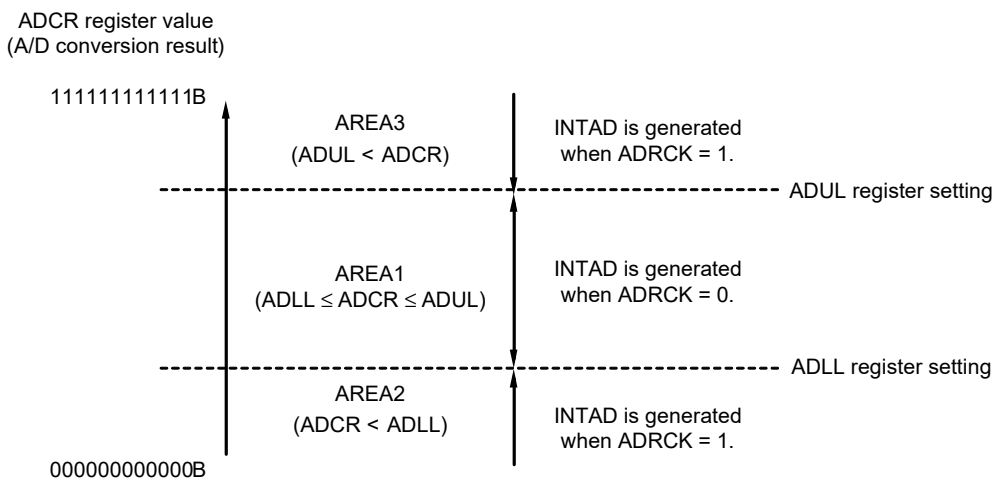 ADCR register value
(A/D conversion result)
111111111111B
AREA3
(ADUL < ADCR)
INTAD is generated
when ADRCK = 1.
ADUL register setting
AREA1
(ADLL ≤ ADCR ≤ ADUL)
INTAD is generated
when ADRCK = 0.
ADLL register setting
AREA2
(ADCR < ADLL)
INTAD is generated
when ADRCK = 1.
000000000000B